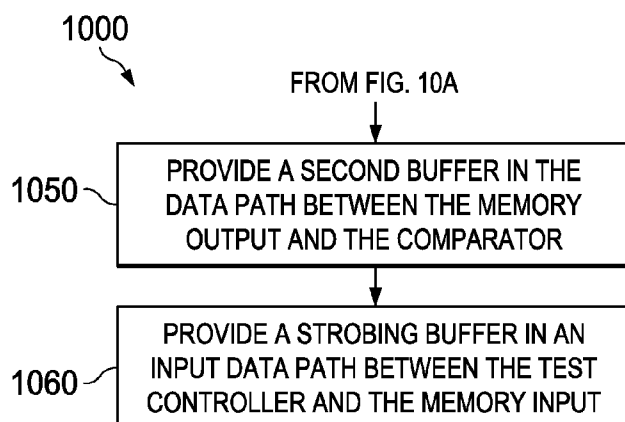 1000
FROM FIG. 10A
1050
PROVIDE A SECOND BUFFER IN THE
DATA PATH BETWEEN THE MEMORY
OUTPUT AND THE COMPARATOR
1060
PROVIDE A STROBING BUFFER IN AN
INPUT DATA PATH BETWEEN THE TEST
CONTROLLER AND THE MEMORY INPUT